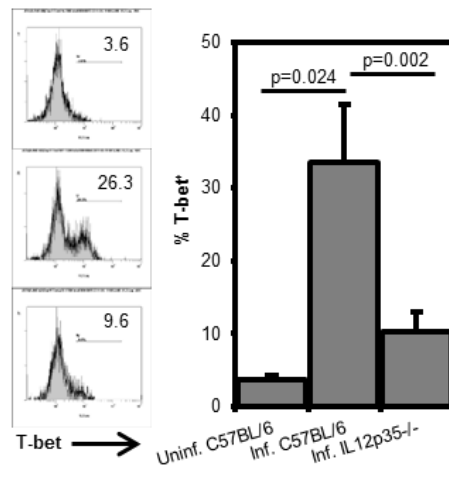 3.6
26.3
9.6
T-bet
% T-bet⁺
50
40
30
20
10
0
p=0.024
p=0.002
Uninf. C57BL/6
Inf. C57BL/6
Inf. IL12p35-/-